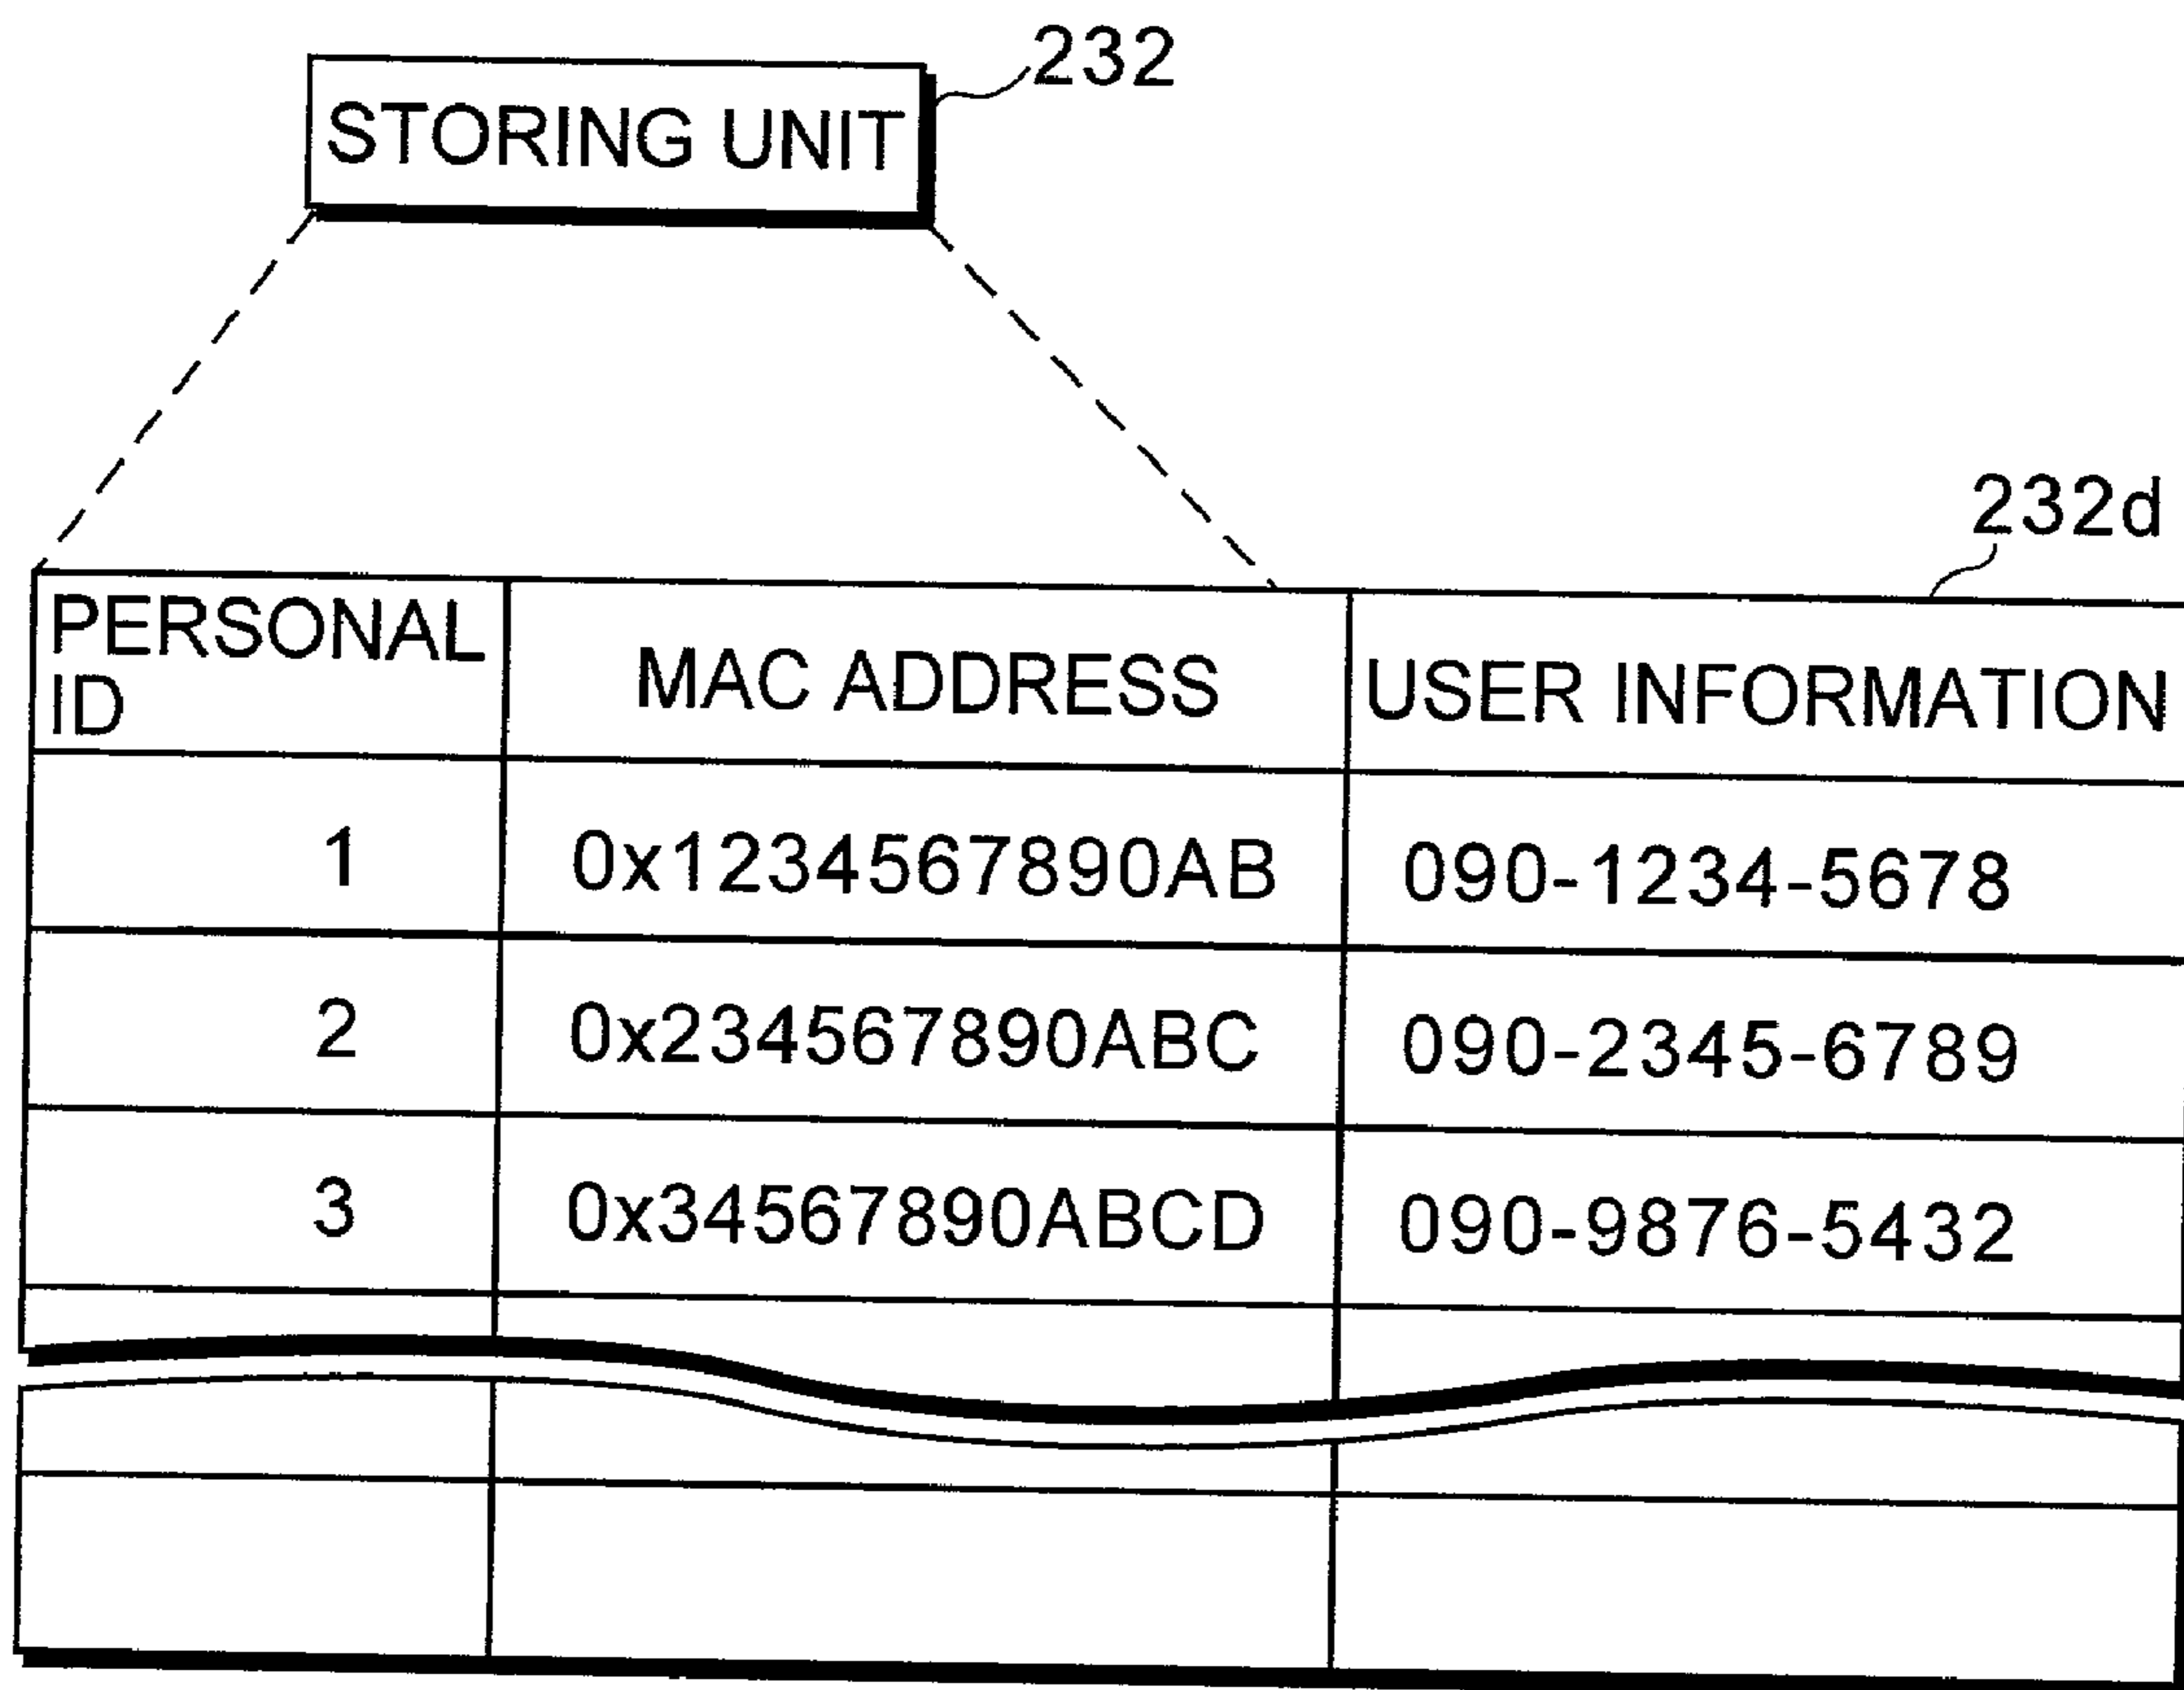 232
STORING UNIT
232d
PERSONAL
ID
MAC ADDRESS
USER INFORMATION
1 0x1234567890AB 090-1234-5678
2 0x234567890ABC 090-2345-6789
3 0x34567890ABCD 090-9876-5432